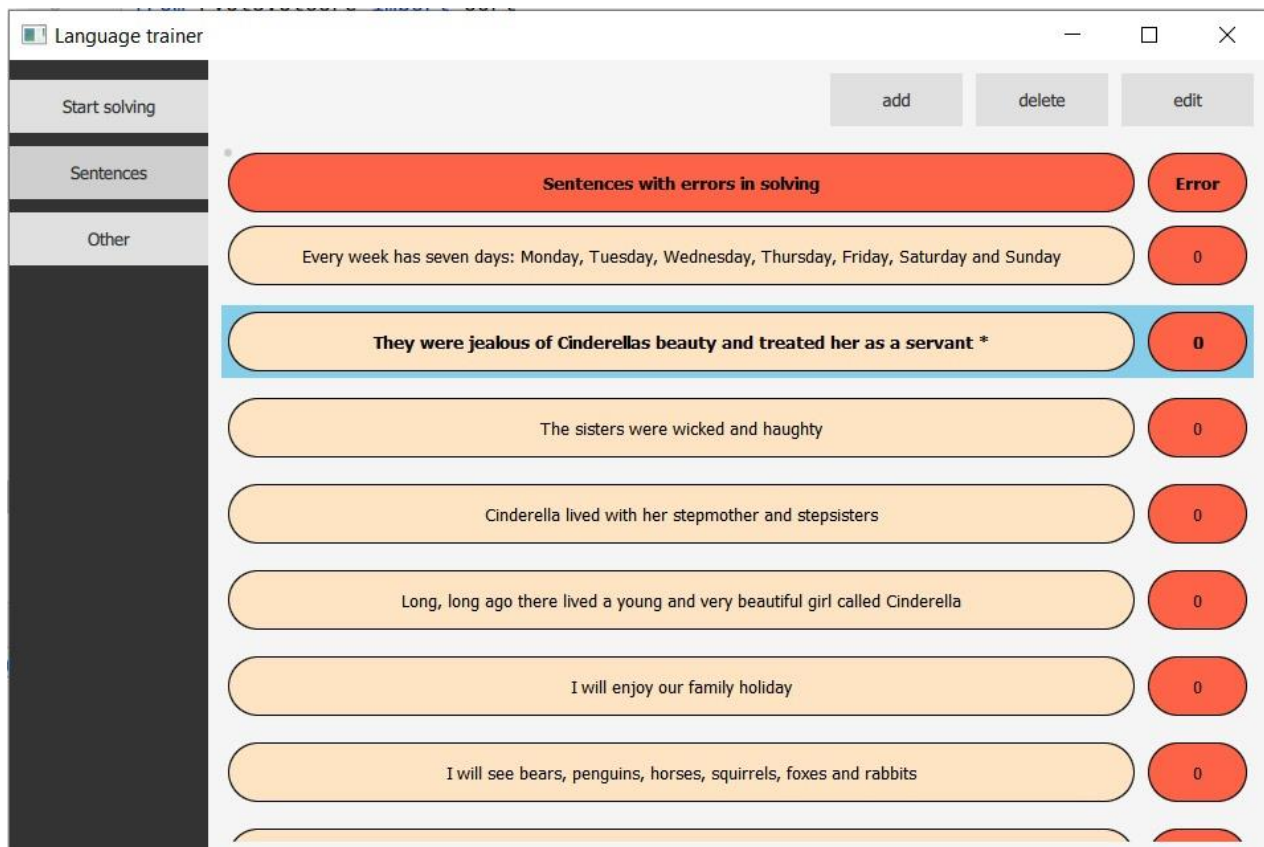 Language trainer
Start solving
Sentences
Other
add
delete
edit
Sentences with errors in solving
Error
Every week has seven days: Monday, Tuesday, Wednesday, Thursday, Friday, Saturday and Sunday
0
They were jealous of Cinderellas beauty and treated her as a servant *
0
The sisters were wicked and haughty
0
Cinderella lived with her stepmother and stepsisters
0
Long, long ago there lived a young and very beautiful girl called Cinderella
0
I will enjoy our family holiday
0
I will see bears, penguins, horses, squirrels, foxes and rabbits
0